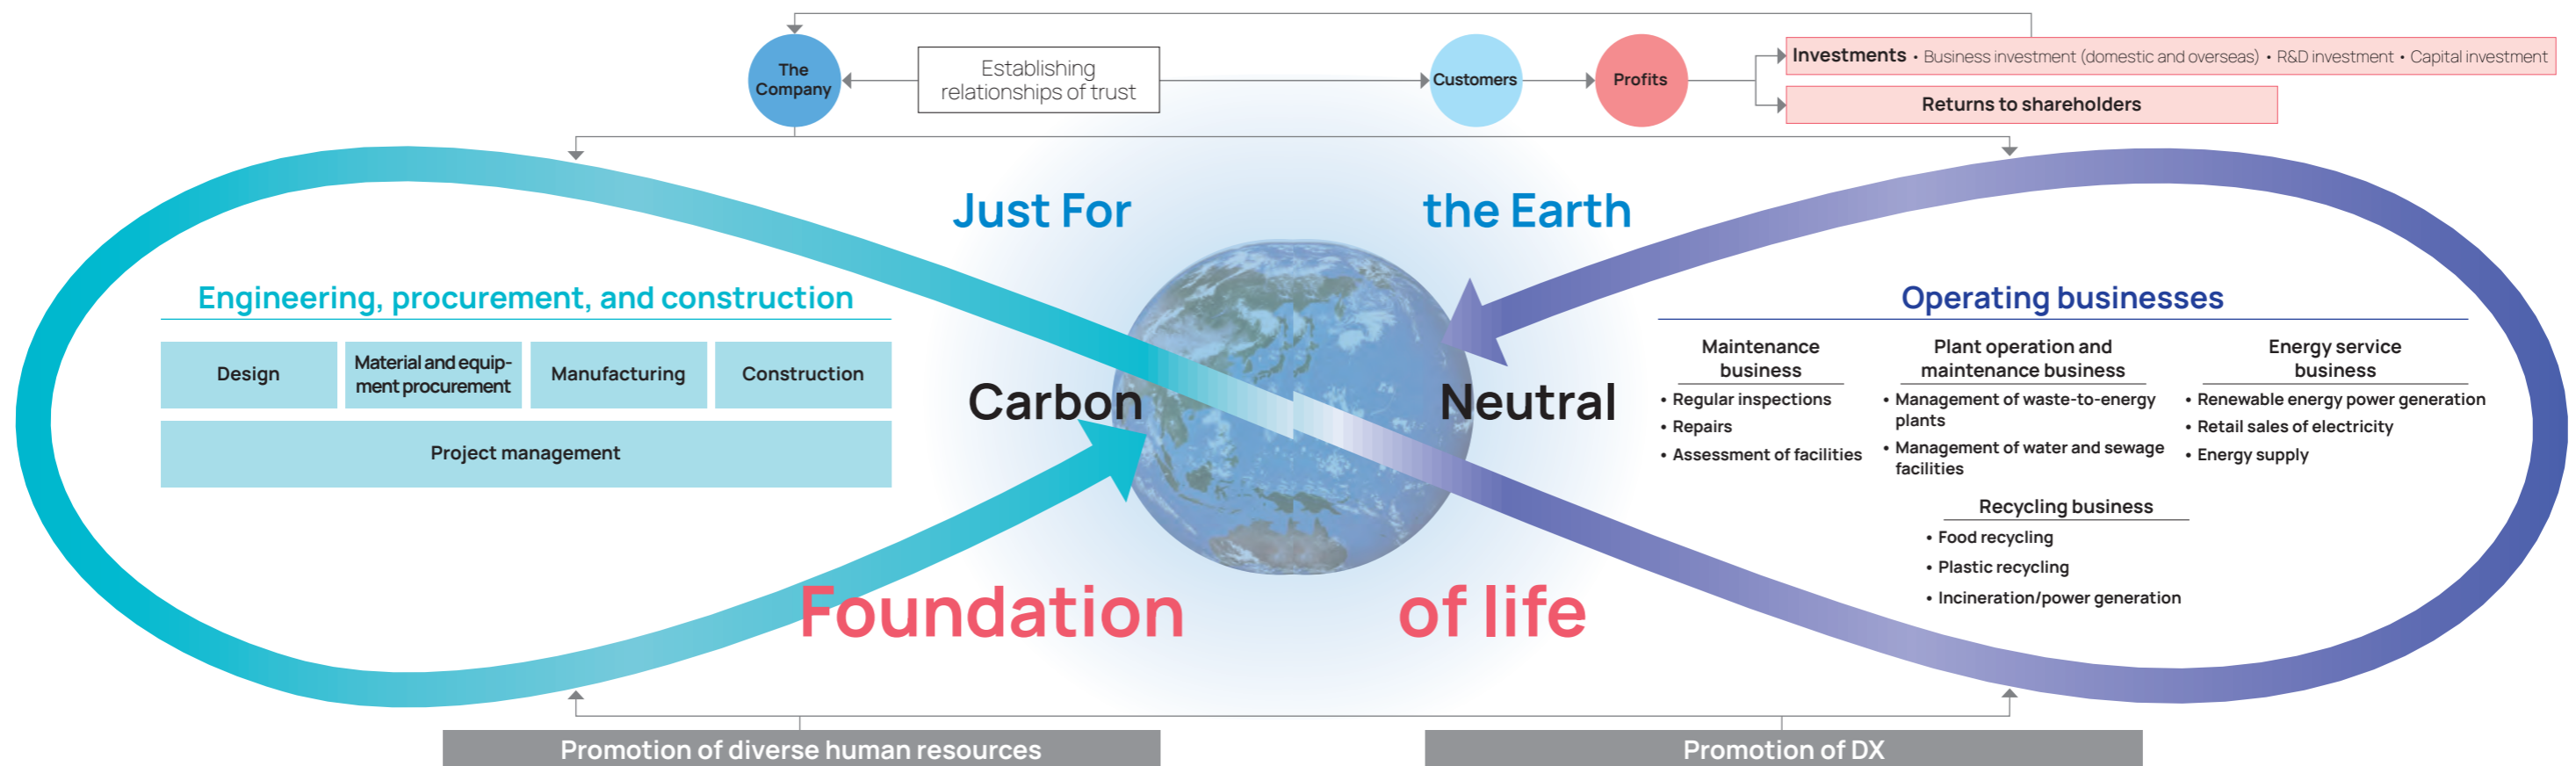 The
Company
Establishing
relationships of trust
Customers
Profits
Investments • Business investment (domestic and overseas) • R&D investment • Capital investment
Returns to shareholders
Just For
the Earth
Engineering, procurement, and construction
Design
Material and equip-
ment procurement
Manufacturing
Construction
Project management
Carbon
Neutral
Operating businesses
Maintenance
business
• Regular inspections
• Repairs
• Assessment of facilities
Plant operation and
maintenance business
• Management of waste-to-energy
plants
• Management of water and sewage
facilities
Energy service
business
• Renewable energy power generation
• Retail sales of electricity
• Energy supply
Recycling business
• Food recycling
• Plastic recycling
• Incineration/power generation
Foundation
of life
Promotion of diverse human resources
Promotion of DX